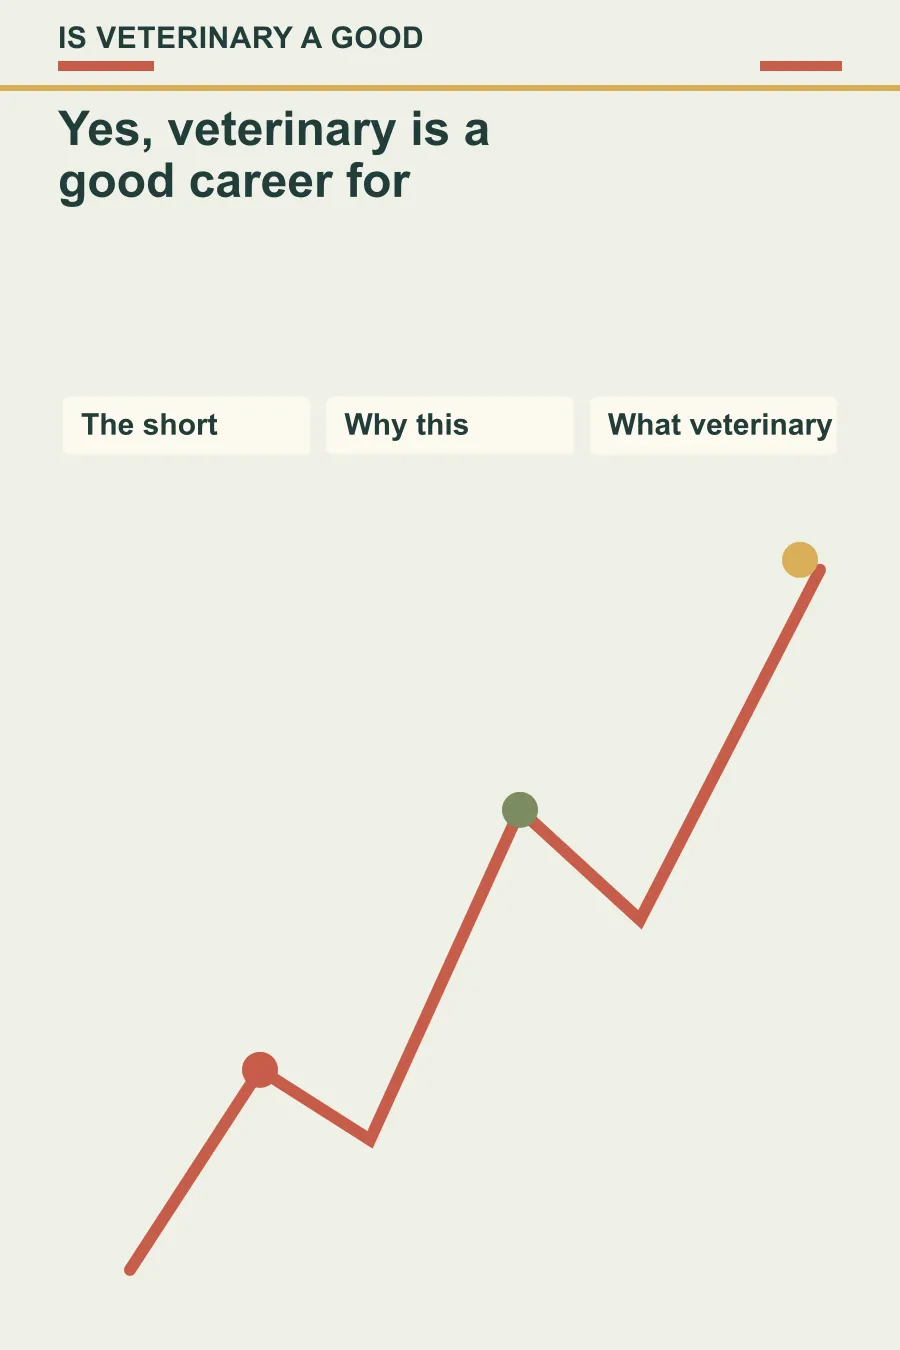 IS VETERINARY A GOOD
Yes, veterinary is a
good career for
The short
Why this
What veterinary